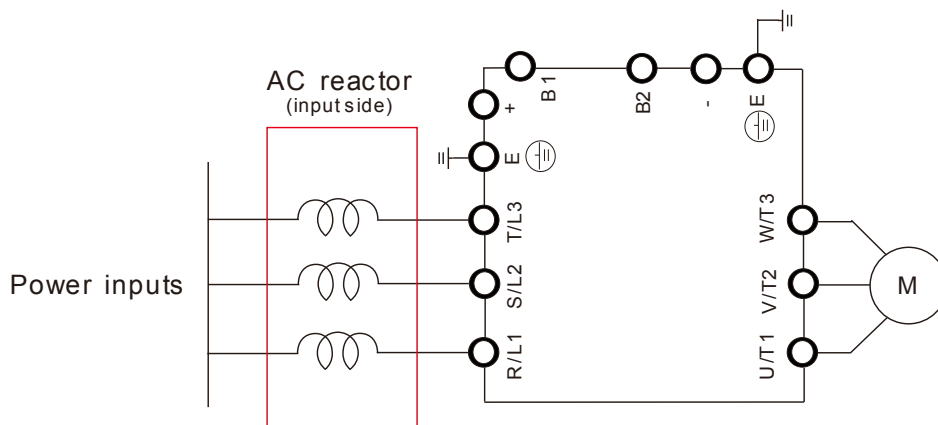 AC reactor
(input side)
Power inputs
B1
B2
-
E
+
E
T/L3
S/L2
R/L1
W/T3
V/T2
U/T1
M